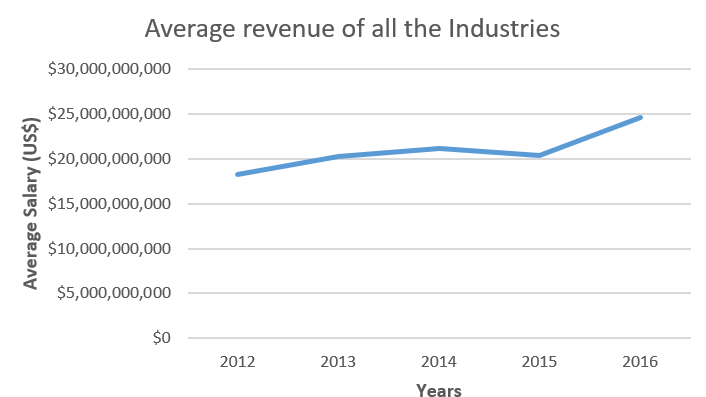 Average revenue of all the Industries
Average Salary (US$)
$30,000,000,000
$25,000,000,000
$20,000,000,000
$15,000,000,000
$10,000,000,000
$5,000,000,000
$0
2012 2013 2014 2015 2016
Years